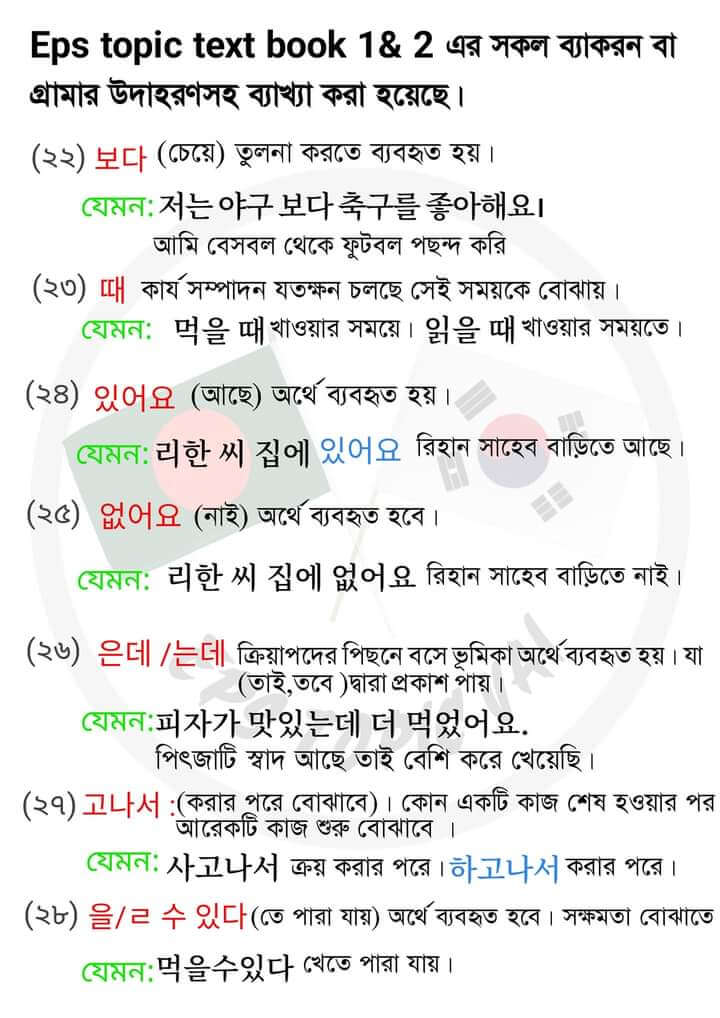 Eps topic text book 1& 2 এর সকল ব্যাকরন বা
গ্রামার উদাহরণসহ ব্যাখ্যা করা হয়েছে।
(২২) 보다 (চেয়ে) তুলনা করতে ব্যবহৃত হয়।
যেমন: 저는 야구 보다 축구를 좋아해요।
আমি বেসবল থেকে ফুটবল পছন্দ করি
(২৩) 때 কার্য সম্পাদন যতক্ষন চলছে সেই সময়কে বোঝায়।
যেমন: 먹을 때 খাওয়ার সময়ে। 읽을 때 খাওয়ার সময়তে।
(২৪) 있어요 (আছে) অর্থে ব্যবহৃত হয়।
যেমন: 리한 씨 집에 있어요 রিহান সাহেব বাড়িতে আছে।
(২৫) 없어요 (নাই) অর্থে ব্যবহৃত হবে।
যেমন: 리한 씨 집에 없어요 রিহান সাহেব বাড়িতে নাই।
(২৬) 은데 /는데 ক্রিয়াপদের পিছনে বসে ভূমিকা অর্থে ব্যবহৃত হয়। যা
(তাই,তবে )দ্বারা প্রকাশ পায়।
যেমন:피자가 맛있는데 더 먹었어요.
পিৎজাটি স্বাদ আছে তাই বেশি করে খেয়েছি।
(২৭) 고나서 :(করার পরে বোঝাবে)। কোন একটি কাজ শেষ হওয়ার পর
আরেকটি কাজ শুরু বোঝাবে ।
যেমন: 사고나서 ক্রয় করার পরে।하고나서 করার পরে।
(২৮) 을/ㄹ 수 있다 (তে পারা যায়) অর্থে ব্যবহৃত হবে। সক্ষমতা বোঝাতে
যেমন:먹을수있다 খেতে পারা যায়।